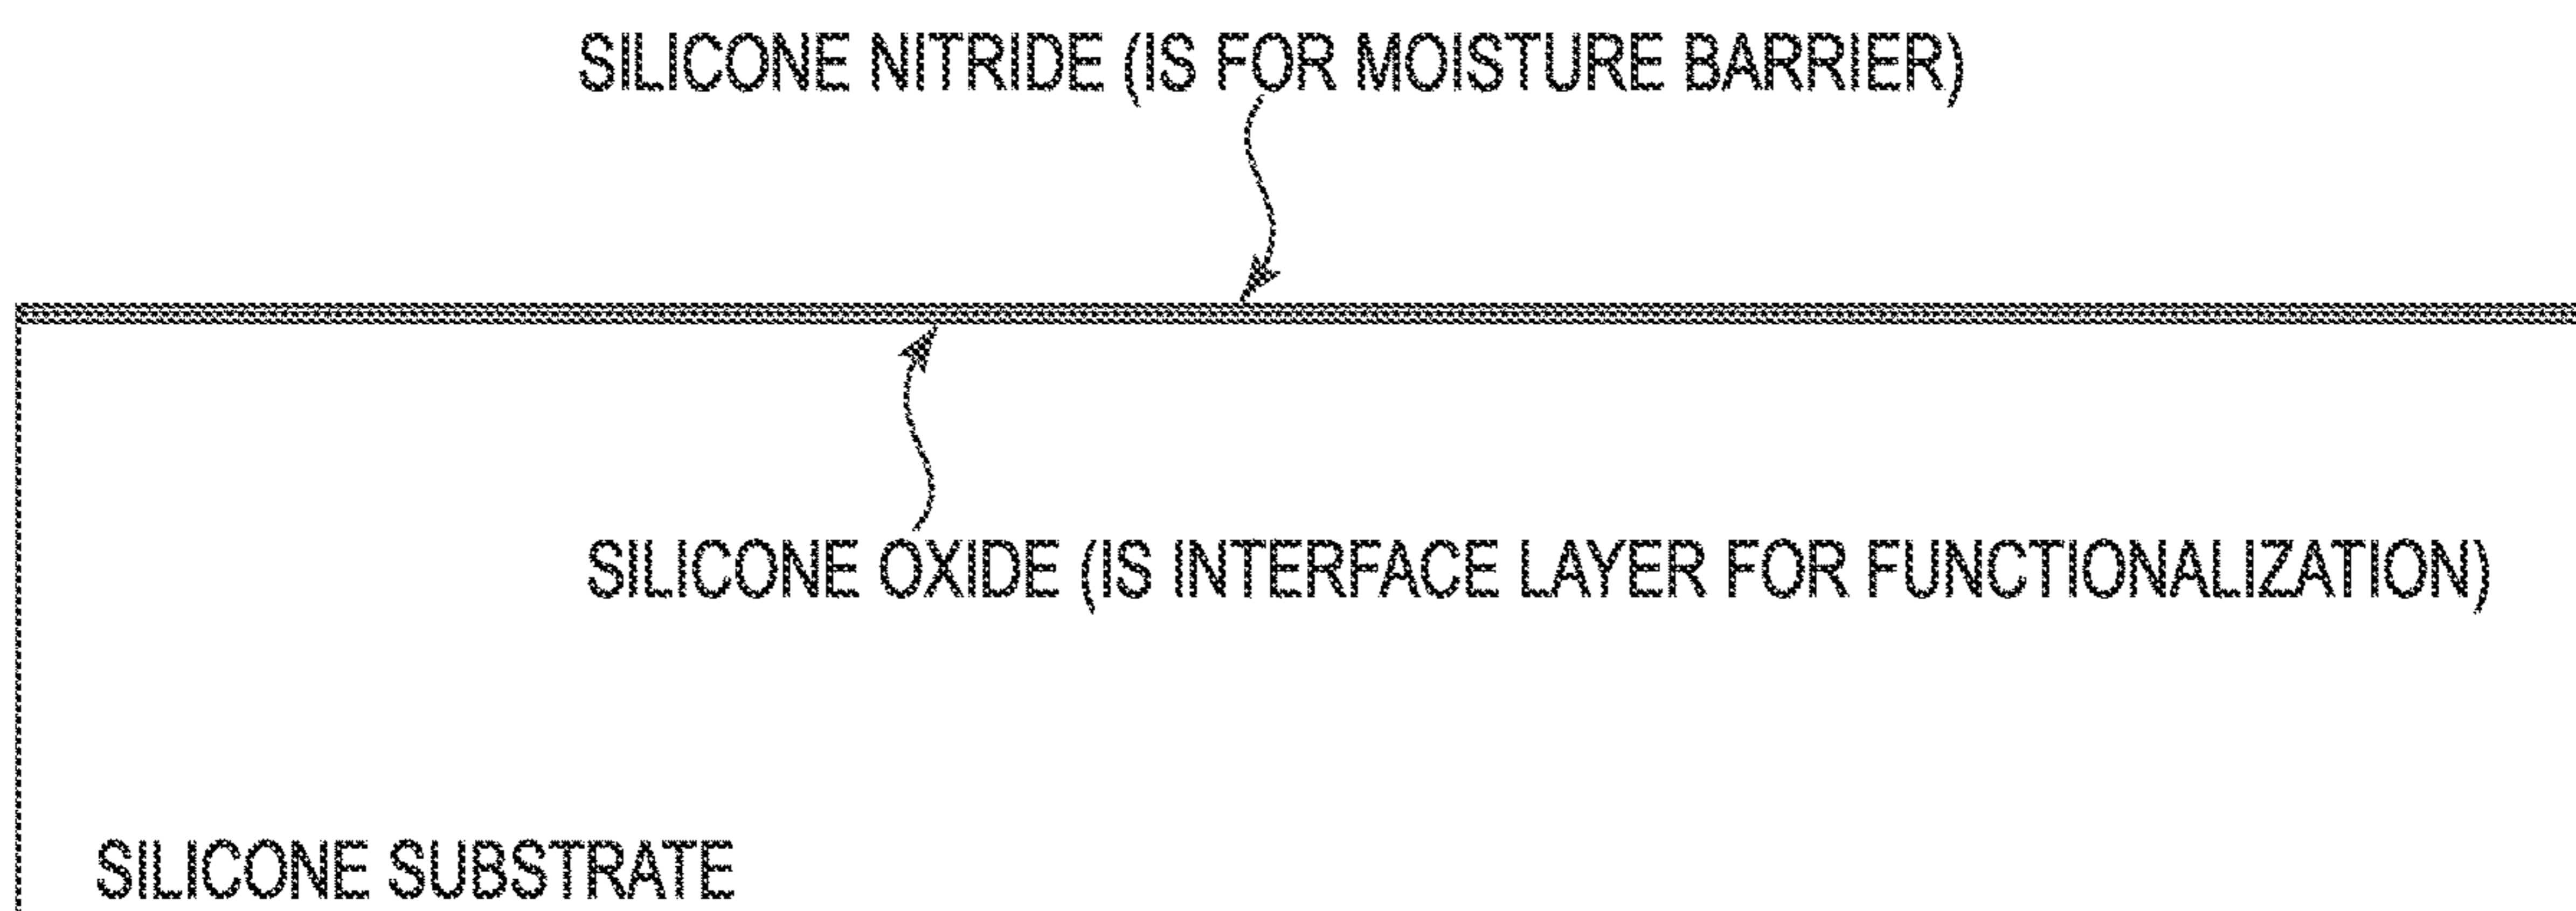 SILICONE NITRIDE (IS FOR MOISTURE BARRIER)
SILICONE OXIDE (IS INTERFACE LAYER FOR FUNCTIONALIZATION)
SILICONE SUBSTRATE